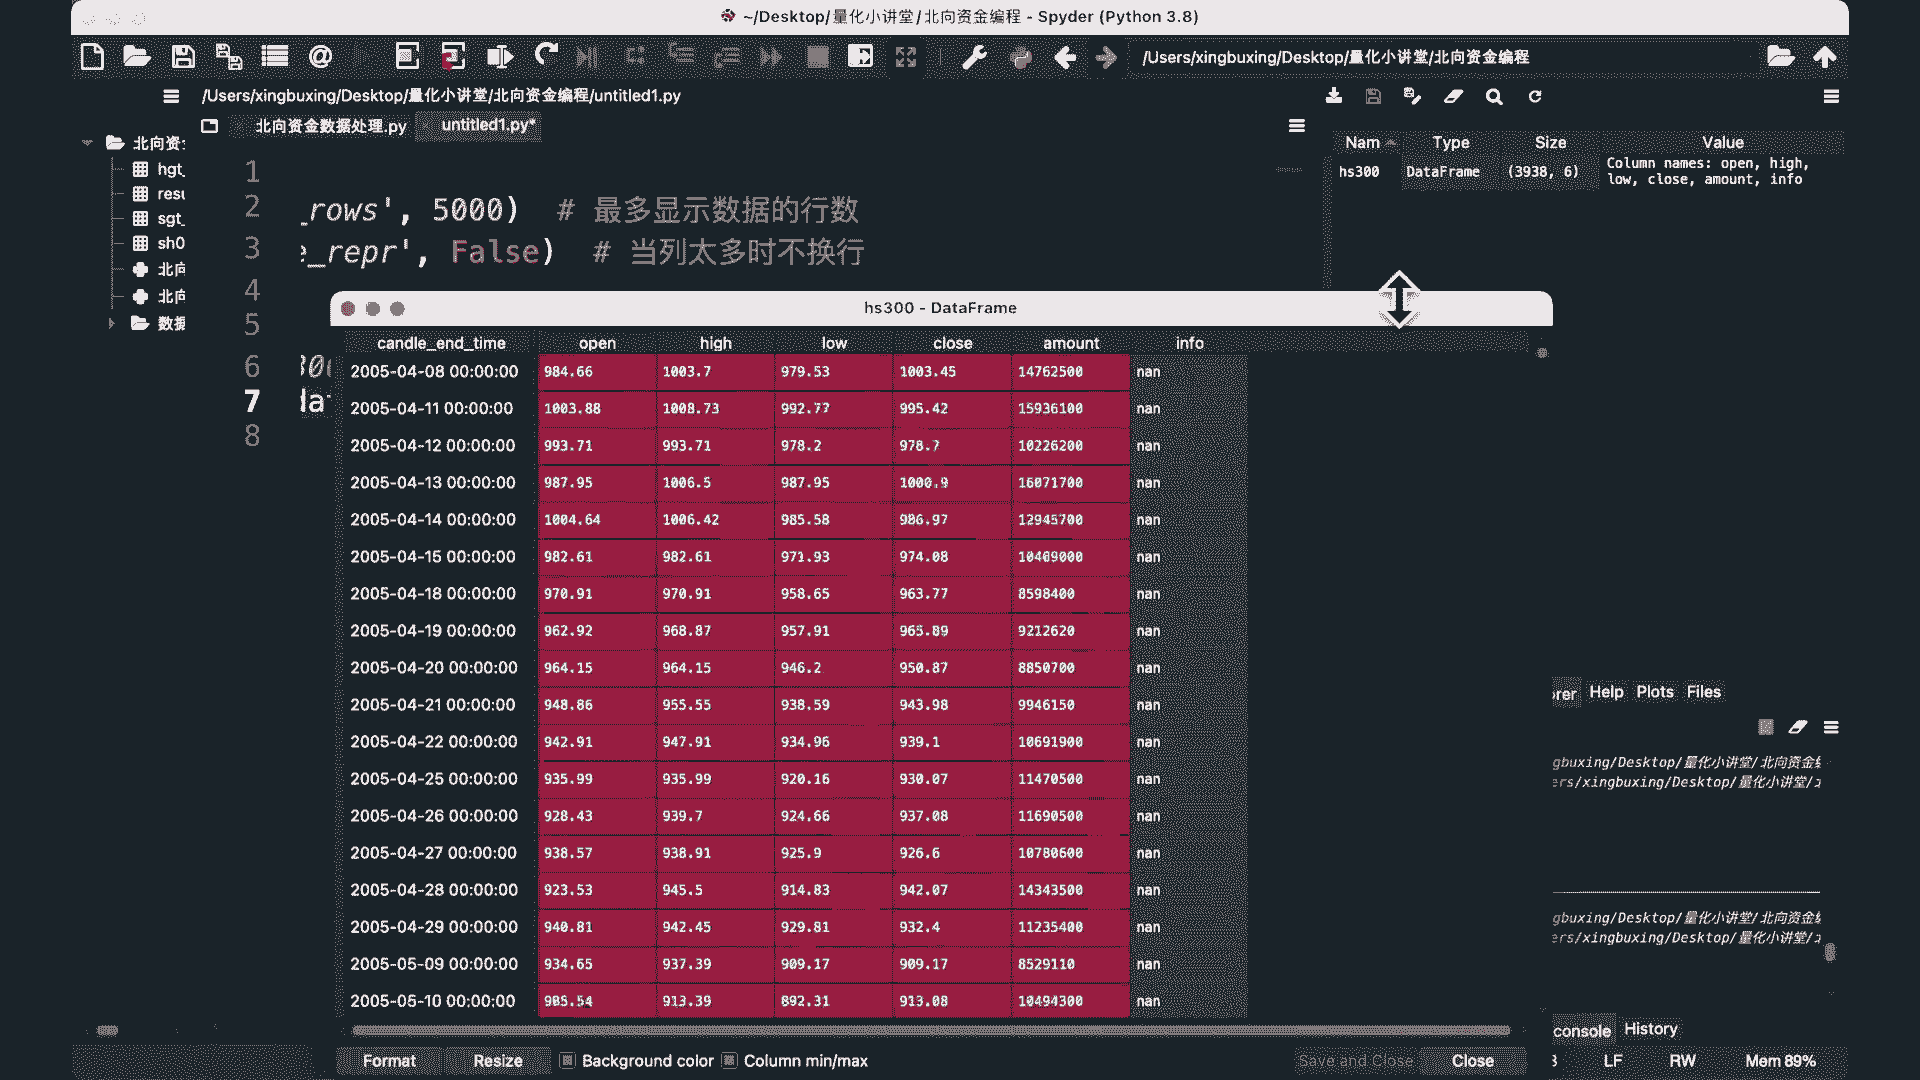 ~/Desktop/量化小讲堂/北向资金编程 - Spyder (Python 3.8)
/Users/xingbuxing/Desktop/量化小讲堂/北向资金编程
/Users/xingbuxing/Desktop/量化小讲堂/北向资金编程/untitled1.py
北向资金数据处理.py untitled1.py*
北向资
hgt_
resu
sgt_
sh0
北向
北向
数据
Nam Type Size Value
hs300 DataFrame (3938, 6) Column names: open, high,
low, close, amount, info
1
2 _rows', 5000) # 最多显示数据的行数
3 e_repr', False) # 当列太多时不换行
4
5
6
7
8
hs300 - DataFrame
candle_end_time open high low close amount info
2005-04-08 00:00:00 984.66 1003.7 979.53 1003.45 14762500 nan
2005-04-11 00:00:00 1003.88 1008.73 992.77 995.42 15936100 nan
2005-04-12 00:00:00 993.71 993.71 978.2 978.7 10226200 nan
2005-04-13 00:00:00 987.95 1006.5 987.95 1000.9 16071700 nan
2005-04-14 00:00:00 1004.64 1006.42 985.58 986.97 12945700 nan
2005-04-15 00:00:00 982.61 982.61 971.93 974.08 10409000 nan
2005-04-18 00:00:00 970.91 970.91 958.65 963.77 8598400 nan
2005-04-19 00:00:00 962.92 968.87 957.91 965.89 9212620 nan
2005-04-20 00:00:00 964.15 964.15 946.2 950.87 8850700 nan
2005-04-21 00:00:00 948.86 955.55 938.59 943.98 9946150 nan
2005-04-22 00:00:00 942.91 947.91 934.96 939.1 10691900 nan
2005-04-25 00:00:00 935.99 935.99 920.16 930.07 11470500 nan
2005-04-26 00:00:00 928.43 939.7 924.66 937.08 11690500 nan
2005-04-27 00:00:00 938.57 938.91 925.9 926.6 10780600 nan
2005-04-28 00:00:00 923.53 945.5 914.83 942.07 14343500 nan
2005-04-29 00:00:00 940.81 942.45 929.81 932.4 11235400 nan
2005-05-09 00:00:00 934.65 937.39 909.17 909.17 8529110 nan
2005-05-10 00:00:00 905.54 913.39 892.31 913.08 10494300 nan
Format Resize Background color Column min/max Save and Close Close
rer Help Plots Files
gbuxing/Desktop/量化小讲堂/北向资金编
ers/xingbuxing/Desktop/量化小讲堂/
gbuxing/Desktop/量化小讲堂/北向资金编
ers/xingbuxing/Desktop/量化小讲堂/
console History
LF RW Mem 89%